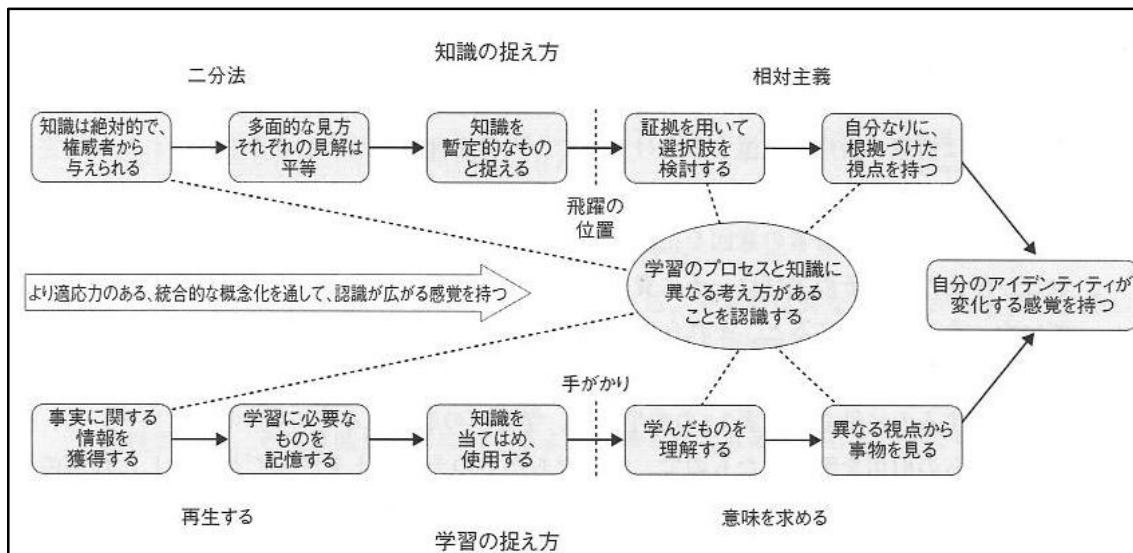 知識の捉え方
二分法
相対主義
知識は絶対的で、
権威者から
与えられる
多面的な見方
それぞれの見解は
平等
知識を
暫定的なもの
と捉える
証拠を用いて
選択肢を
検討する
自分なりに、
根拠づけた
視点を持つ
飛躍の
位置
より適応力のある、統合的な概念化を通して、認識が広がる感覚を持つ
学習のプロセスと知識に
異なる考え方がある
ことを認識する
自分のアイデンティティが
変化する感覚を持つ
手がかり
事実に関する
情報を
獲得する
学習に必要な
ものを
記憶する
知識を
当てはめ、
使用する
学んだものを
理解する
異なる視点から
事物を見る
再生する
意味を求める
学習の捉え方